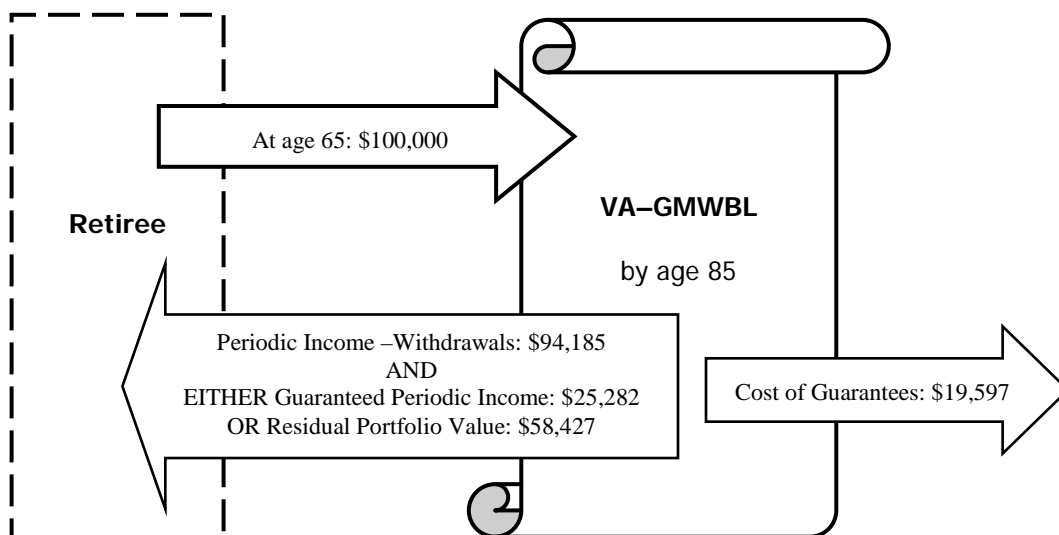 At age 65: $100,000
Retiree
VA–GMWBL
by age 85
Periodic Income –Withdrawals: $94,185
AND
EITHER Guaranteed Periodic Income: $25,282
OR Residual Portfolio Value: $58,427
Cost of Guarantees: $19,597